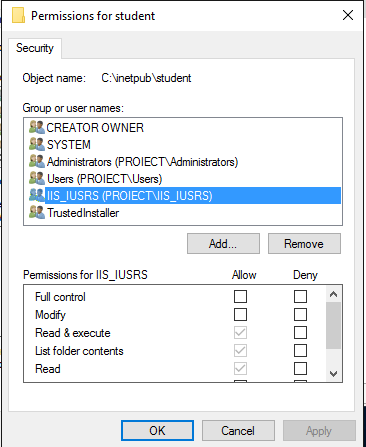 Permissions for student
Security
Object name: C:\inetpub\student
Group or user names:
CREATOR OWNER
SYSTEM
Administrators (PROIECT\Administrators)
Users (PROIECT\Users)
IIS_IUSRS (PROIECT\IIS_IUSRS)
TrustedInstaller
Add... Remove
Permissions for IIS_IUSRS Allow Deny
Full control
Modify
Read & execute
List folder contents
Read
OK Cancel Apply